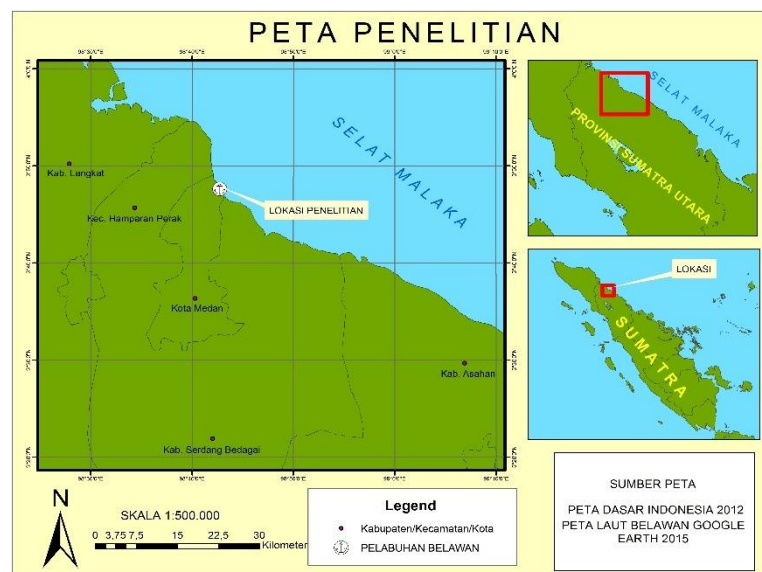 PETA PENELITIAN
98°40'0"E
SELAT MALAKA
Kab. Langkat
LOKASI PENELITIAN
Kec. Hamparan Perak
Kota Medan
Kab. Asahan
Kab. Serdang Bedagai
SELAT MALAKA
PROVINSI SUMATRA UTARA
LOKASI
SUMATRA
N
SKALA 1:500.000
0 3,75 7,5 15 22,5 30
Kilometer
Legend
Kabupaten/Kecamatan/Kota
PELABUHAN BELAWAN
SUMBER PETA
PETA DASAR INDONESIA 2012
PETA LAUT BELAWAN GOOGLE
EARTH 2015